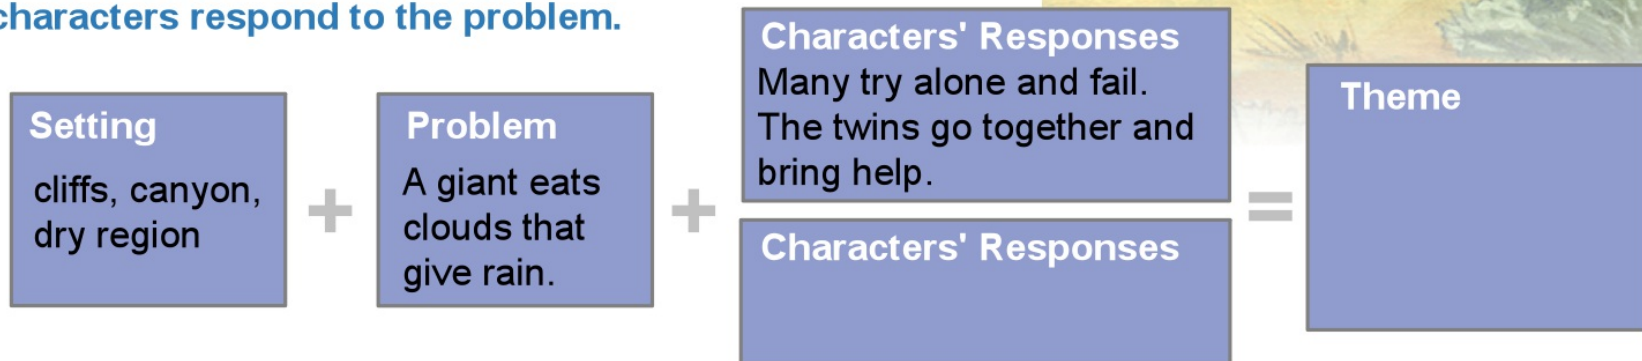 characters respond to the problem.
Setting
cliffs, canyon,
dry region
+
Problem
A giant eats
clouds that
give rain.
+
Characters' Responses
Many try alone and fail.
The twins go together and
bring help.
Characters' Responses
=
Theme